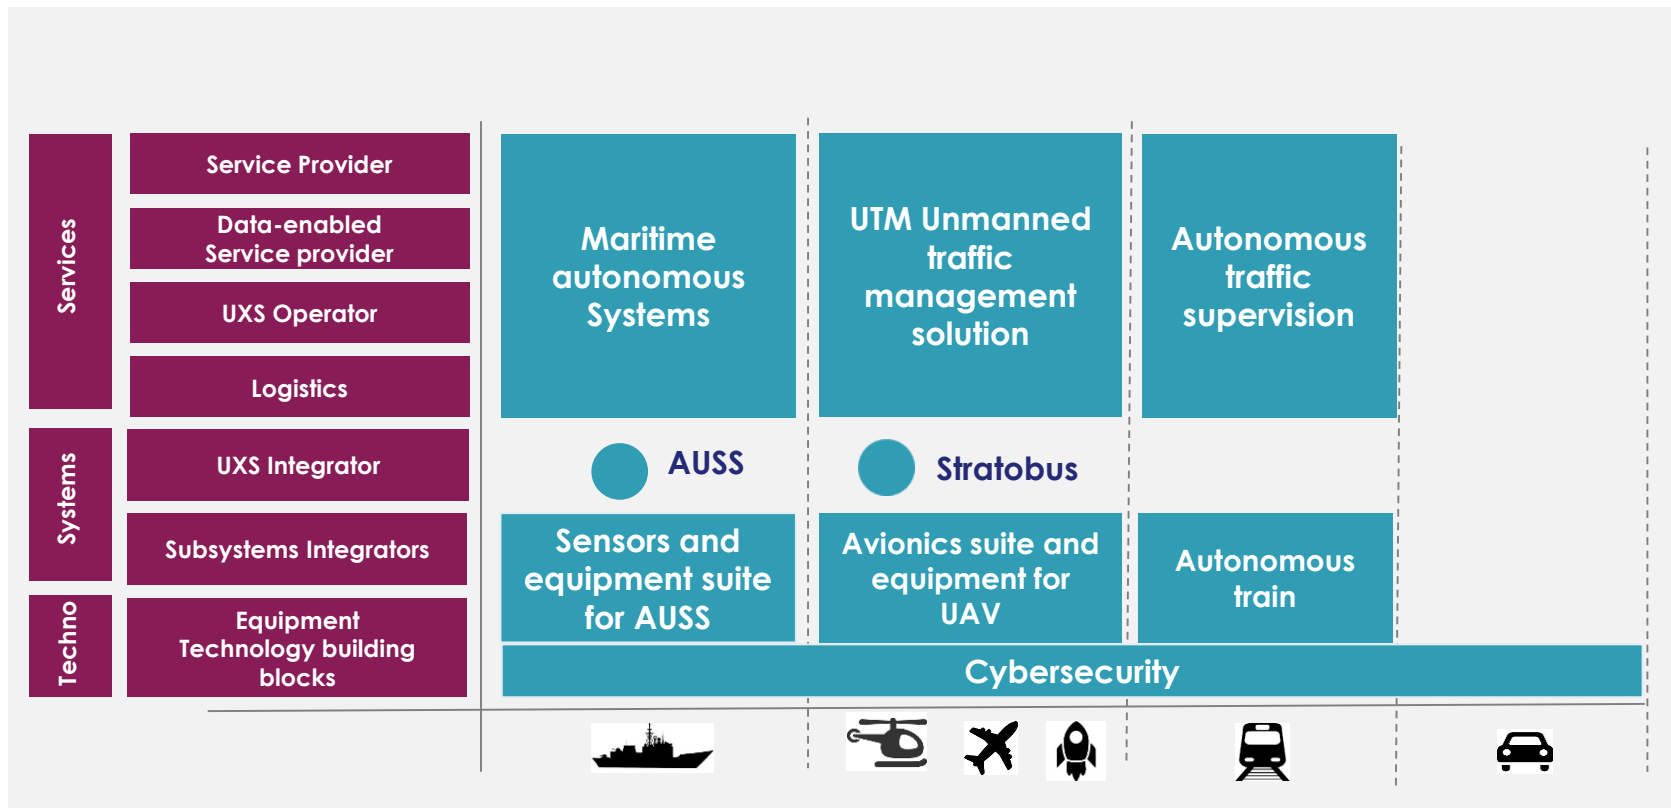 Services
Service Provider
Data-enabled
Service provider
UXS Operator
Logistics
Systems
UXS Integrator
Subsystems Integrators
Techno
Equipment
Technology building
blocks
Maritime
autonomous
Systems
UTM Unmanned
traffic
management
solution
Autonomous
traffic
supervision
AUSS
Stratobus
Sensors and
equipment suite
for AUSS
Avionics suite and
equipment for
UAV
Autonomous
train
Cybersecurity